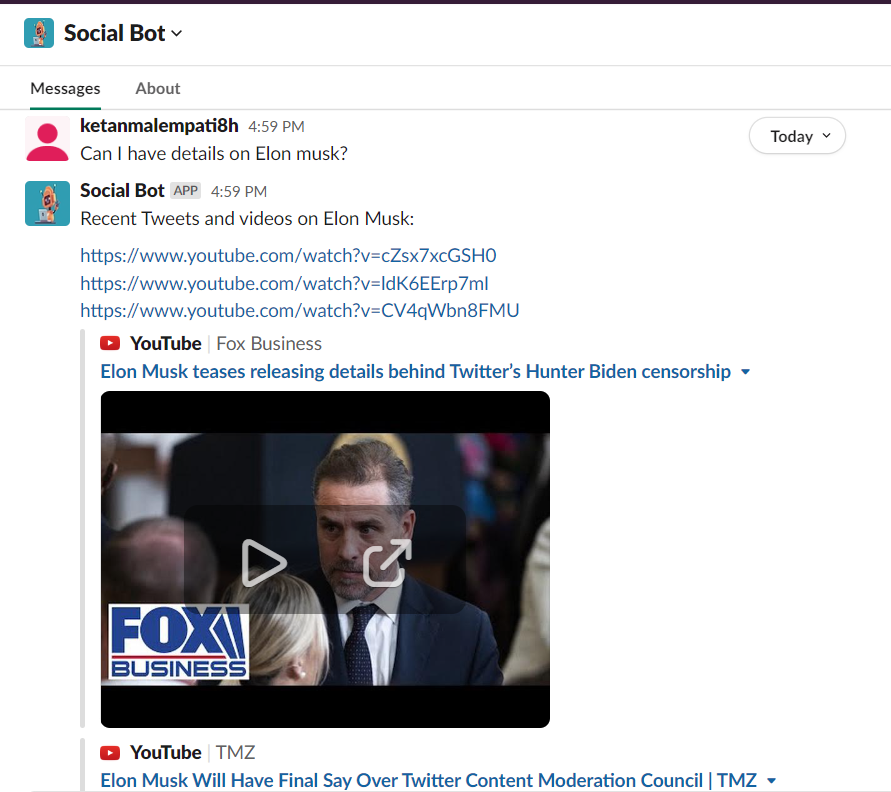 Social Bot
Messages About
ketanmalempati8h 4:59 PM
Today
Can I have details on Elon musk?
Social Bot APP 4:59 PM
Recent Tweets and videos on Elon Musk:
https://www.youtube.com/watch?v=cZsx7xcGSH0
https://www.youtube.com/watch?v=ldK6EErp7mI
https://www.youtube.com/watch?v=CV4qWbn8FMU
YouTube | Fox Business
Elon Musk teases releasing details behind Twitter’s Hunter Biden censorship
FOX
BUSINESS
YouTube | TMZ
Elon Musk Will Have Final Say Over Twitter Content Moderation Council | TMZ